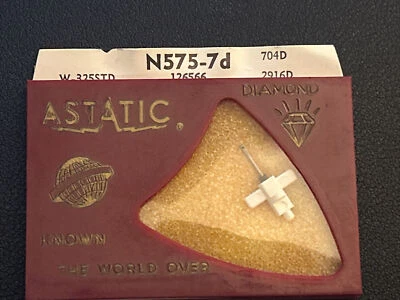 N575-7d 704D
W-325STD 126566 2916D
ASTATIC
DIAMOND
KNOWN
THE WORLD OVER